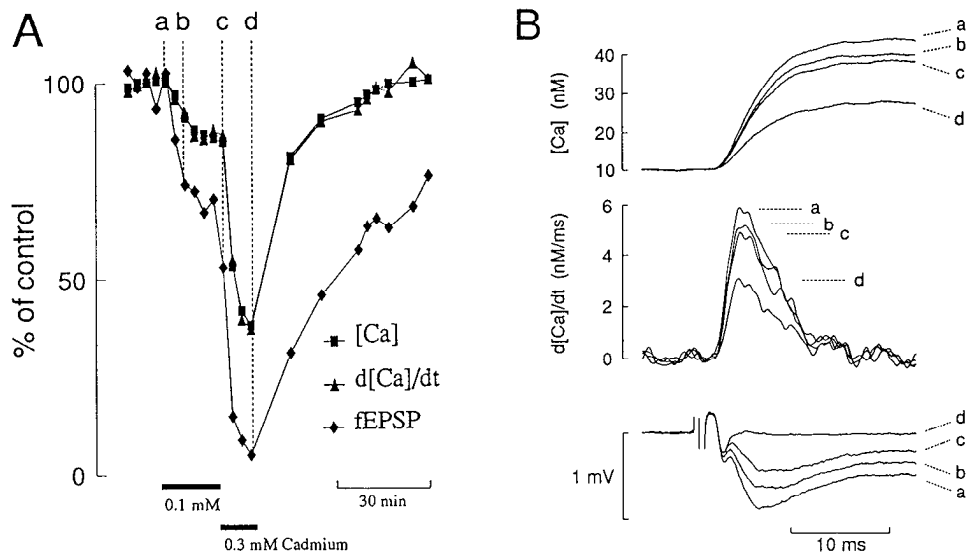 A
a b c d
100
50
0
% of control
[Ca]
d[Ca]/dt
fEPSP
0.1 mM
0.3 mM Cadmium
30 min
B
40
30
20
10
[Ca] (nM)
a
b
c
d
6
4
2
0
d[Ca]/dt (nM/ms)
a
b
c
d
1 mV
d
c
b
a
10 ms